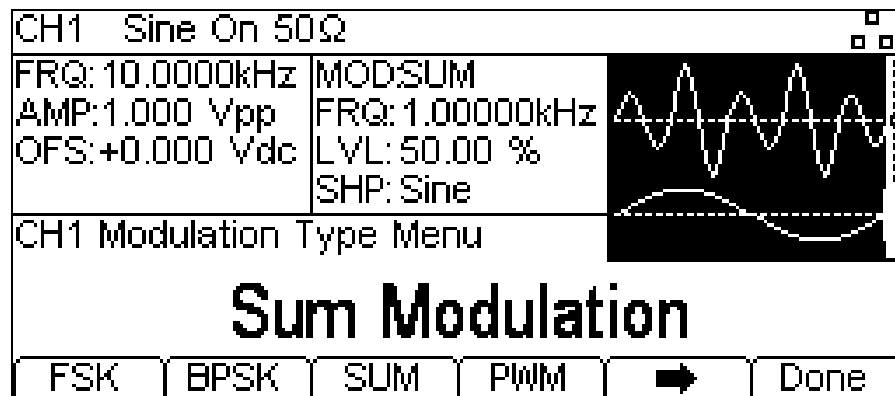 CH1 Sine On 50Ω
FRQ: 10.0000kHz
AMP:1.000 Vpp
OFS:+0.000 Vdc
MOD:SUM
FRQ: 1.00000kHz
LVL: 50.00 %
SHP: Sine
CH1 Modulation Type Menu
Sum Modulation
FSK BPSK SUM PWM ➡ Done